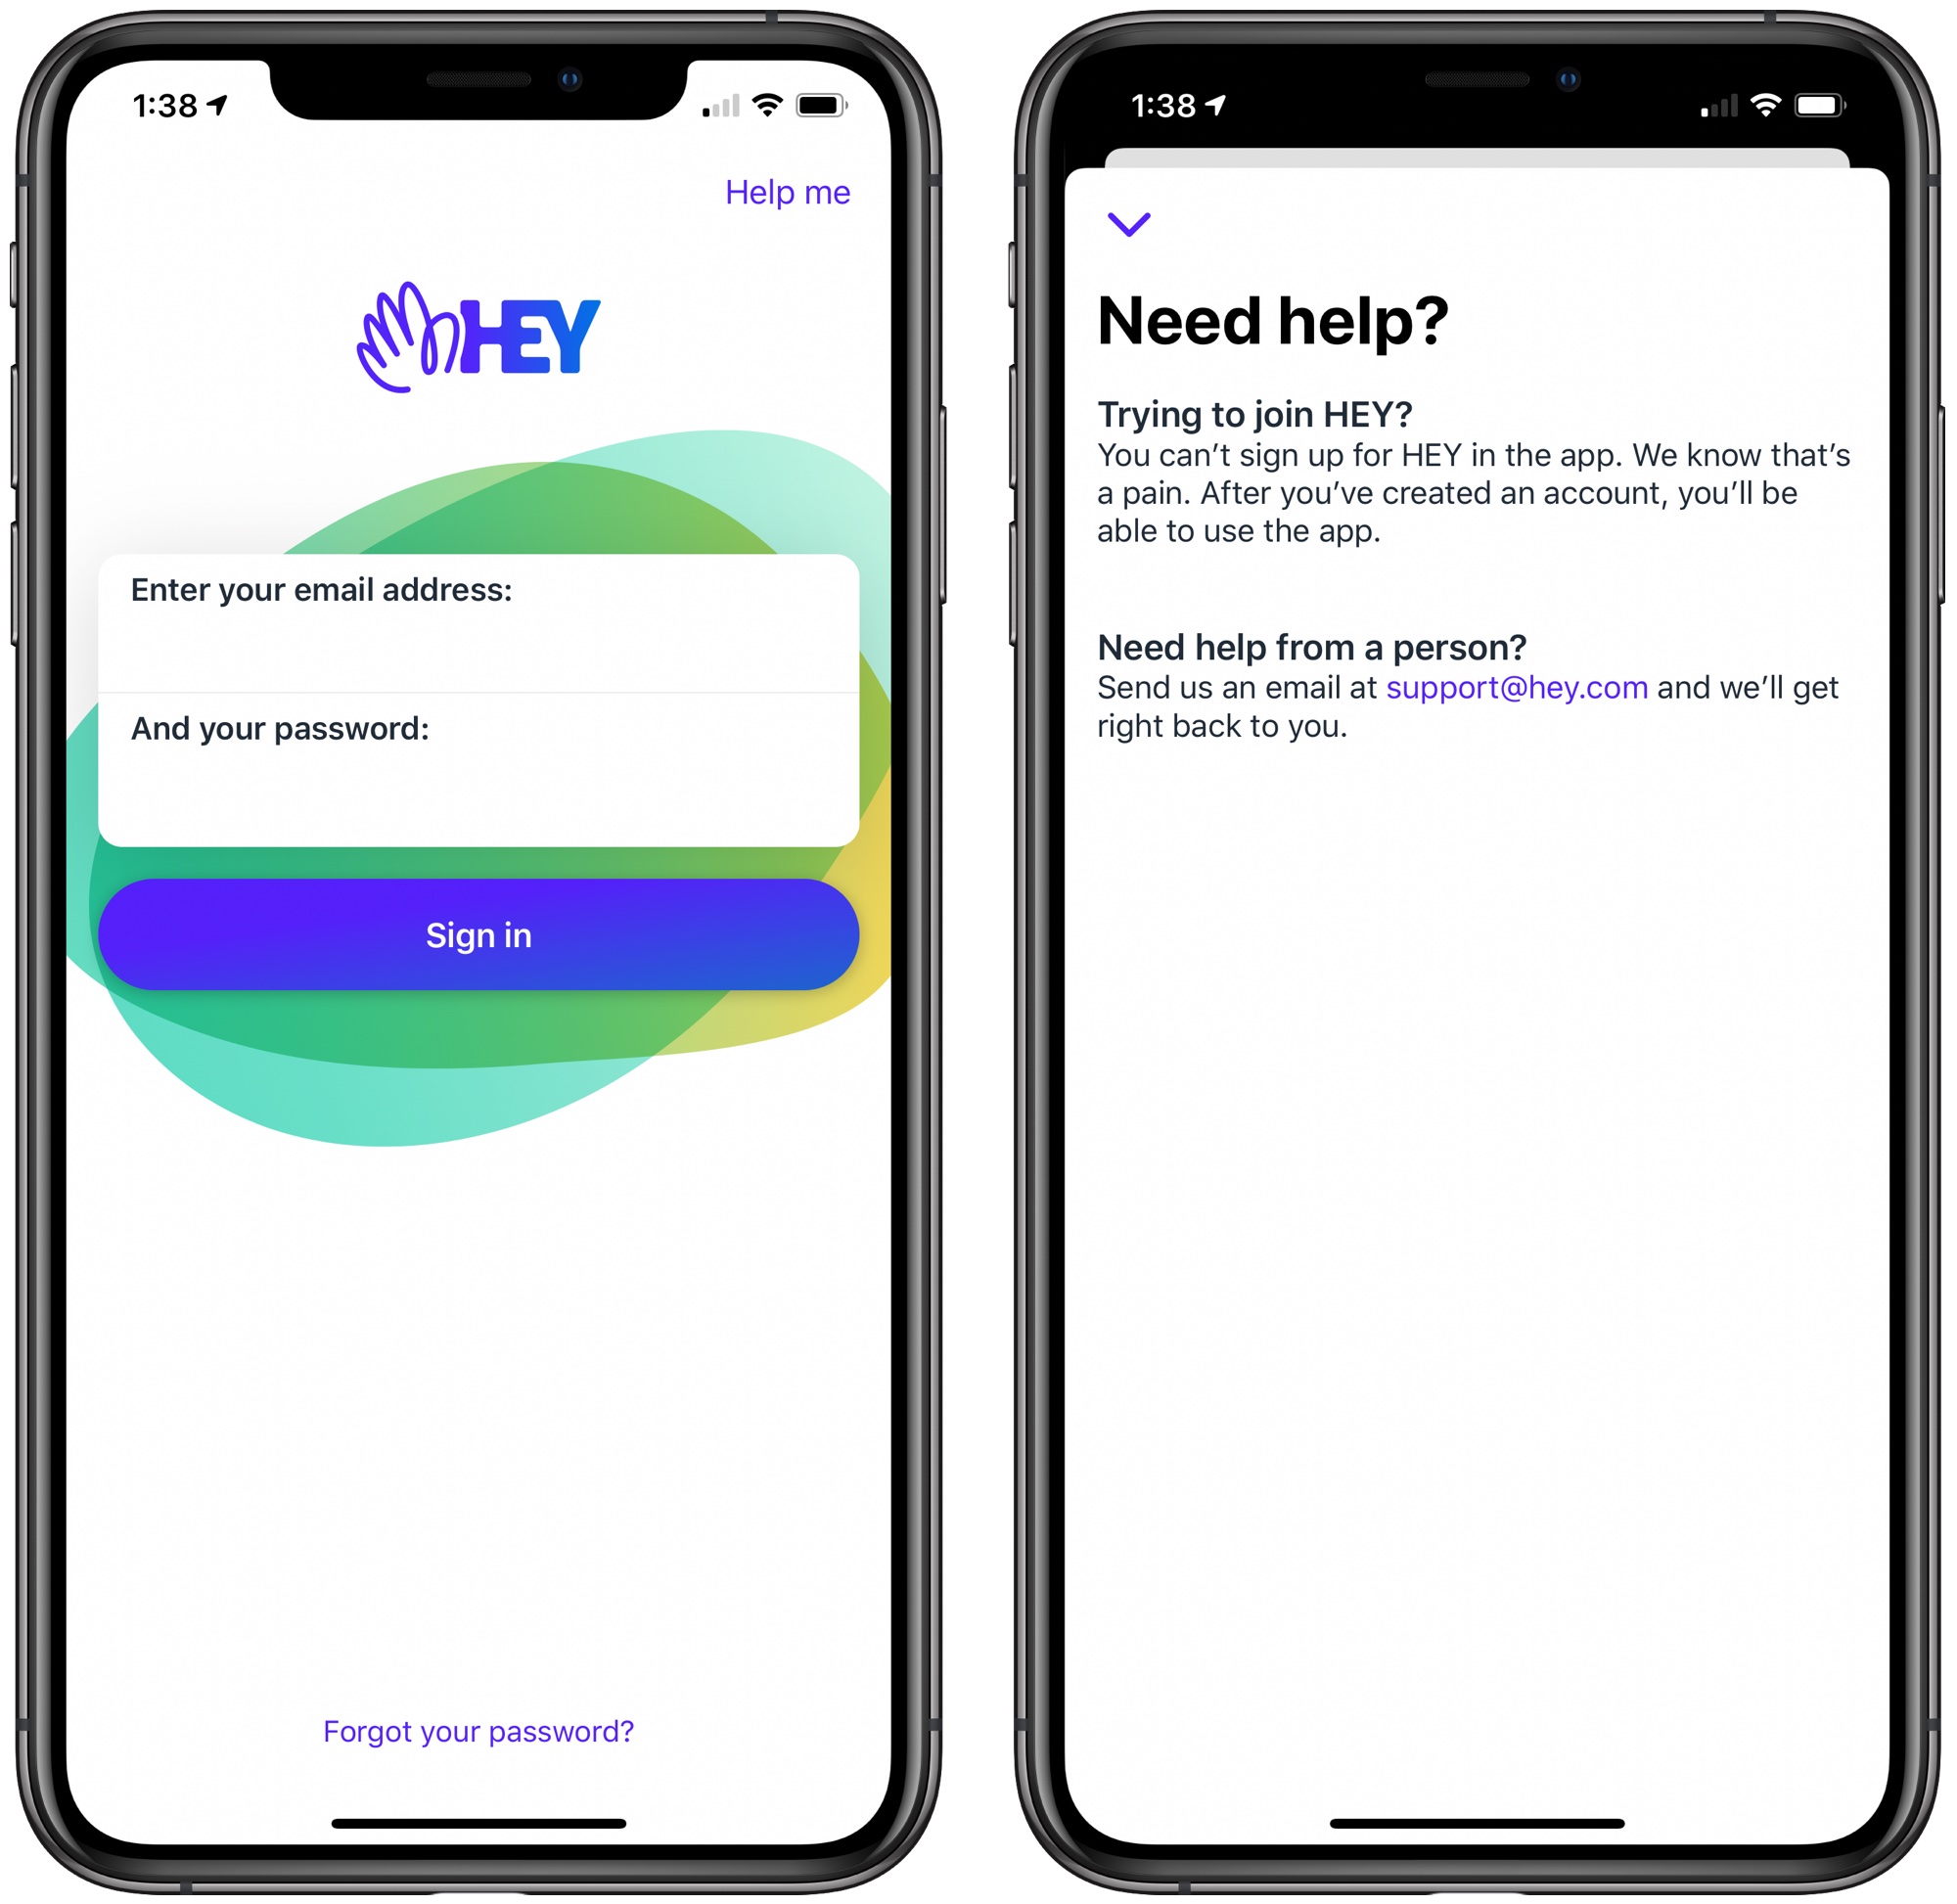 1:38
Help me
HEY
Enter your email address:
And your password:
Sign in
Forgot your password?
1:38
Need help?
Trying to join HEY?
You can’t sign up for HEY in the app. We know that’s
a pain. After you’ve created an account, you’ll be
able to use the app.
Need help from a person?
Send us an email at support@hey.com and we’ll get
right back to you.